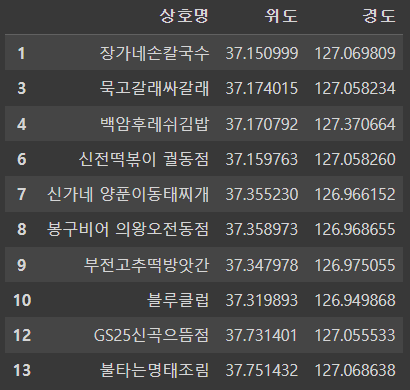 상호명 위도 경도
1 장가네손칼국수 37.150999 127.069809
3 묵고갈래싸갈래 37.174015 127.058234
4 백암후레쉬김밥 37.170792 127.370664
6 신전떡볶이 궐동점 37.159763 127.058260
7 신가네 양푼이동태찌개 37.355230 126.966152
8 봉구비어 의왕오전동점 37.358973 126.968655
9 부전고추떡방앗간 37.347978 126.975055
10 블루클럽 37.319893 126.949868
12 GS25신곡으뜸점 37.731401 127.055533
13 불타는명태조림 37.751432 127.068638